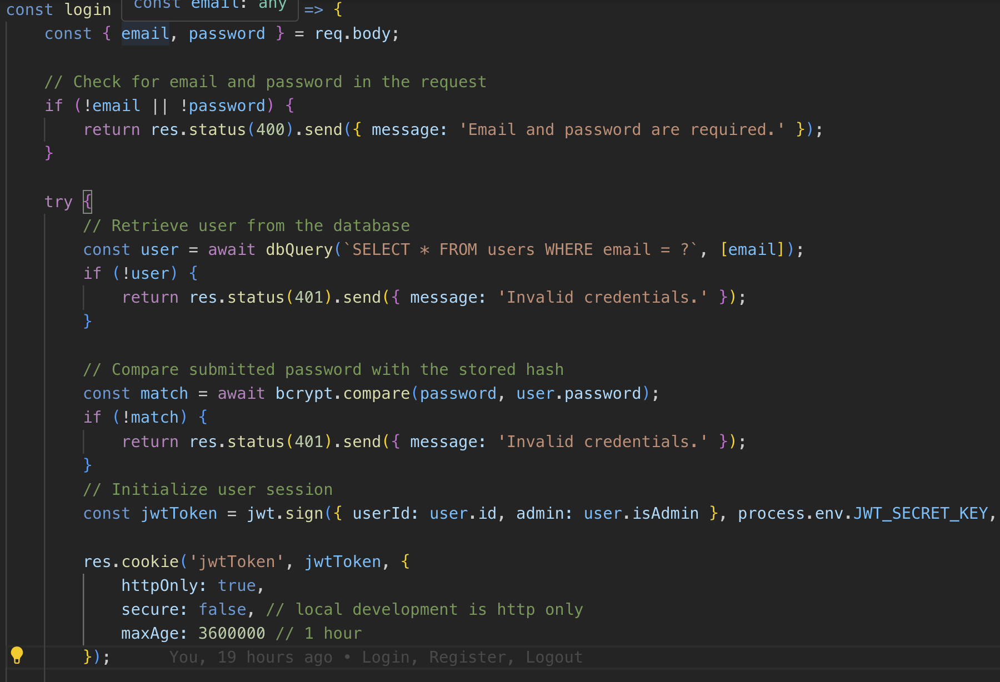 const login => {
const email: any
const { email, password } = req.body;
// Check for email and password in the request
if (!email || !password) {
return res.status(400).send({ message: 'Email and password are required.' });
}
try {
// Retrieve user from the database
const user = await dbQuery(`SELECT * FROM users WHERE email = ?`, [email]);
if (!user) {
return res.status(401).send({ message: 'Invalid credentials.' });
}
// Compare submitted password with the stored hash
const match = await bcrypt.compare(password, user.password);
if (!match) {
return res.status(401).send({ message: 'Invalid credentials.' });
}
// Initialize user session
const jwtToken = jwt.sign({ userId: user.id, admin: user.isAdmin }, process.env.JWT_SECRET_KEY,
res.cookie('jwtToken', jwtToken, {
httpOnly: true,
secure: false, // local development is http only
maxAge: 3600000 // 1 hour
}); You, 19 hours ago • Login, Register, Logout